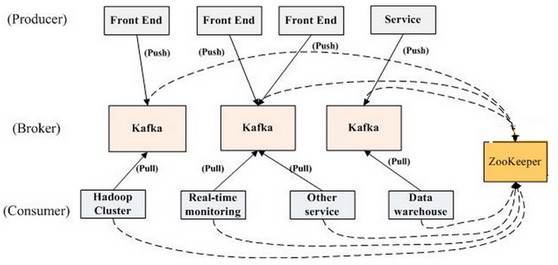 (Producer)
Front End
Front End
Front End
Service
(Push)
(Push)
(Push)
(Push)
(Broker)
Kafka
Kafka
Kafka
ZooKeeper
(Pull)
(Pull)
(Pull)
(Pull)
(Consumer)
Hadoop
Cluster
Real-time
monitoring
Other
service
Data
warehouse